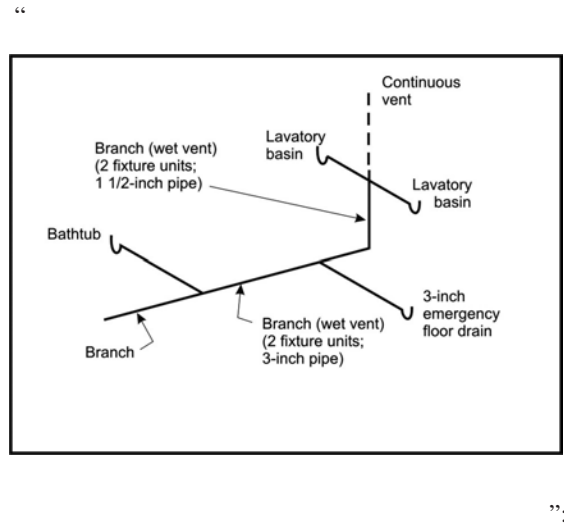 “
Continuous
vent
Branch (wet vent)
(2 fixture units;
1 1/2-inch pipe)
Lavatory
basin
Lavatory
basin
Bathtub
3-inch
emergency
floor drain
Branch (wet vent)
(2 fixture units;
3-inch pipe)
Branch
”;